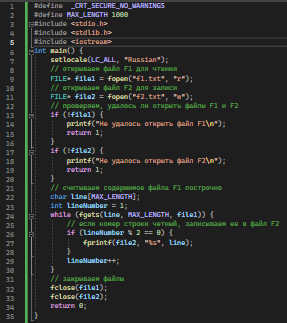 1 #define _CRT_SECURE_NO_WARNINGS
2 #define MAX_LENGTH 1000
3 #include <stdio.h>
4 #include <stdlib.h>
5 #include <iostream>
6 int main() {
7 setlocale(LC_ALL, "Russian");
8 // открываем файл F1 для чтения
9 FILE* file1 = fopen("f1.txt", "r");
10 // открываем файл F2 для записи
11 FILE* file2 = fopen("f2.txt", "w");
12 // проверяем, удалось ли открыть файлы F1 и F2
13 if (!file1) {
14 printf("Не удалось открыть файл F1\n");
15 return 1;
16 }
17 if (!file2) {
18 printf("Не удалось открыть файл F2\n");
19 return 1;
20 }
21 // считываем содержимое файла F1 построчно
22 char line[MAX_LENGTH];
23 int lineNumber = 1;
24 while (fgets(line, MAX_LENGTH, file1)) {
25 // если номер строки четный, записываем ее в файл F2
26 if (lineNumber % 2 == 0) {
27 fprintf(file2, "%s", line);
28 }
29 lineNumber++;
30 }
31 // закрываем файлы
32 fclose(file1);
33 fclose(file2);
34 return 0;
35 }